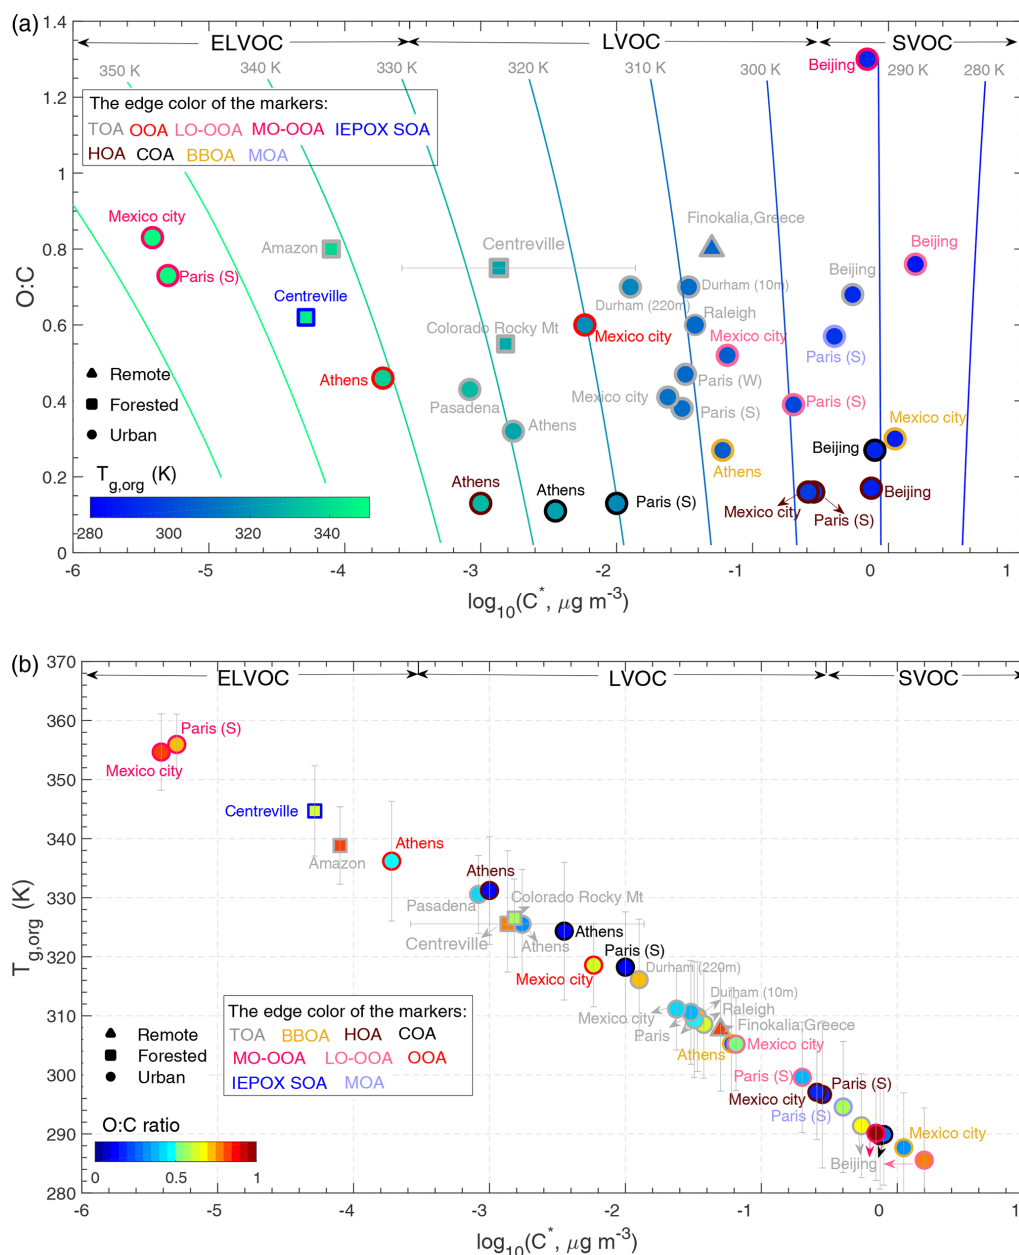 (a)
1.4
ELVOC
LVOC
SVOC
350 K
340 K
330 K
320 K
310 K
300 K
290 K
280 K
Beijing
1.2
The edge color of the markers:
TOA OOA LO-OOA MO-OOA IEPOX SOA
HOA COA BBOA MOA
1
0.8
0.6
0.4
0.2
0
O:C
Mexico city
Paris (S)
Amazon
Centreville
Centreville
Finokalia,Greece
Beijing
Beijing
Durham (220m)
Durham (10m)
Raleigh
Colorado Rocky Mt
Mexico city
Mexico city
Paris (S)
Athens
Pasadena
Athens
Mexico city
Paris (W)
Paris (S)
Paris (S)
Mexico city
Beijing
Athens
Remote
Forested
Urban
Tg,org (K)
280 300 320 340
Athens
Athens
Paris (S)
Mexico city
Paris (S)
Beijing
-6 -5 -4 -3 -2 -1 0 1
log10(C*, μg m-3)
(b)
370
ELVOC
LVOC
SVOC
360
350
340
330
320
310
300
290
280
Tg,org (K)
Paris (S)
Mexico city
Centreville
Amazon
Athens
Athens
Pasadena
Colorado Rocky Mt
Centreville
Athens
Athens
Paris (S)
Mexico city
Durham (220m)
Durham (10m)
Mexico city
Raleigh
Paris
Finokalia,Greece
Athens
Mexico city
Paris (S)
Paris (S)
Mexico city
Paris (S)
Mexico city
Beijing
The edge color of the markers:
TOA BBOA HOA COA
MO-OOA LO-OOA OOA
IEPOX SOA MOA
Remote
Forested
Urban
O:C ratio
0 0.5 1
-6 -5 -4 -3 -2 -1 0 1
log10(C*, μg m-3)